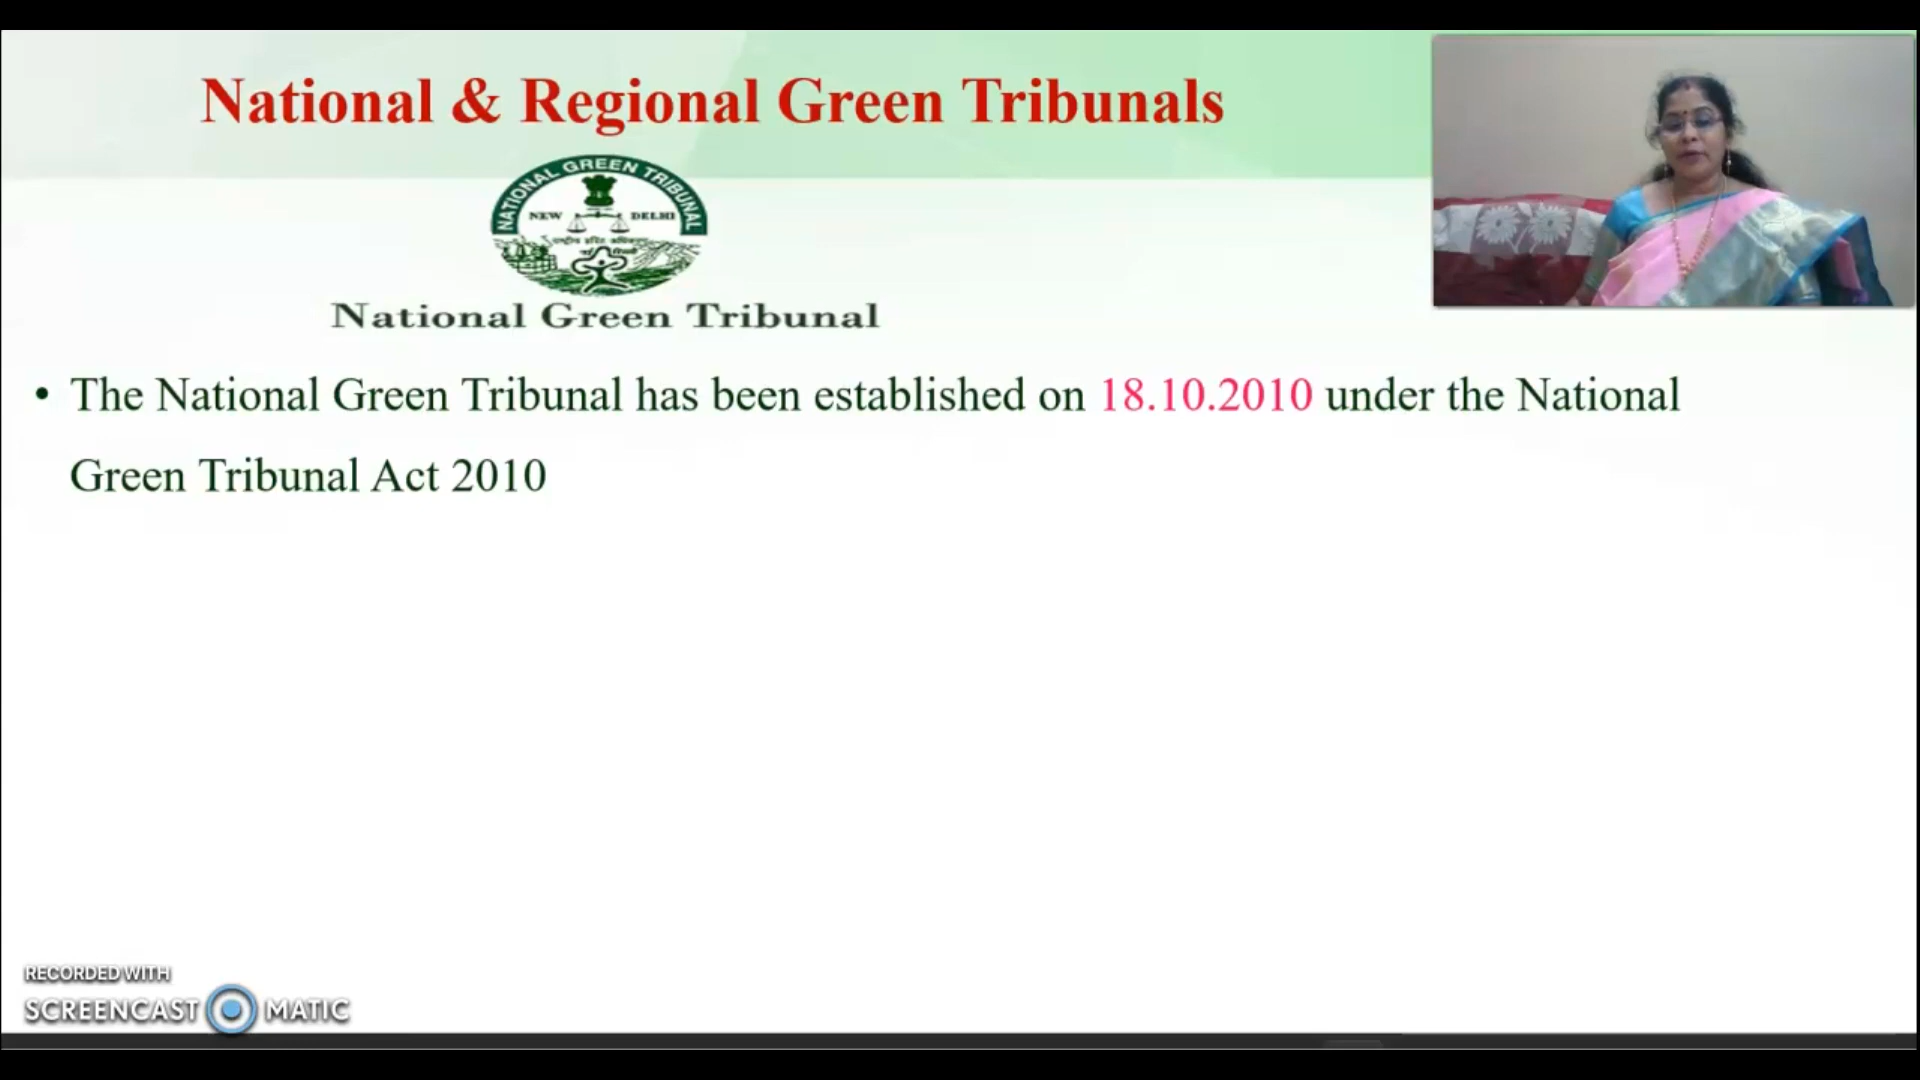 National & Regional Green Tribunals
NATIONAL GREEN TRIBUNAL
NEW DELHI
National Green Tribunal
• The National Green Tribunal has been established on 18.10.2010 under the National
Green Tribunal Act 2010
RECORDED WITH
SCREENCAST MATIC